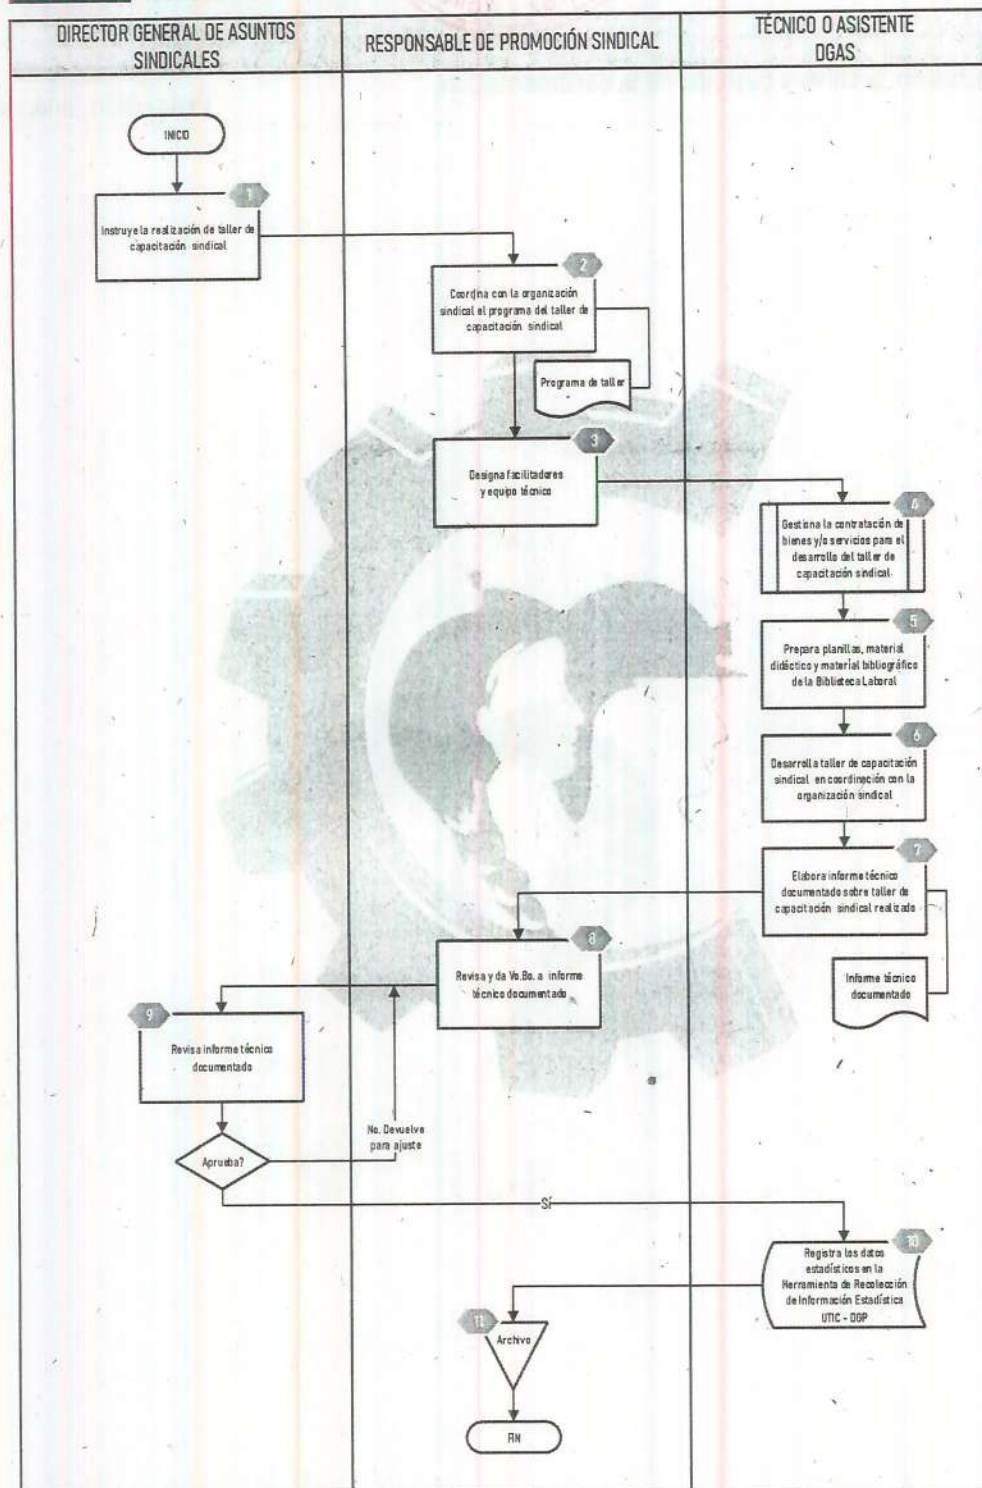 DIRECTOR GENERAL DE ASUNTOS
SINDICALES
RESPONSABLE DE PROMOCIÓN SINDICAL
TÉCNICO O ASISTENTE
DGAS
INICIO
1
Instruye la realización de taller de
capacitación sindical
2
Coordina con la organización
sindical el programa del taller de
capacitación sindical
Programa de taller
3
Designa facilitadores
y equipo técnico
4
Gestiona la contratación de
bienes y/o servicios para el
desarrollo del taller de
capacitación sindical
5
Prepara planillas, material
didáctico y material bibliográfico
de la Biblioteca Laboral
6
Desarrolla taller de capacitación
sindical en coordinación con la
organización sindical
7
Elabora informe técnico
documentado sobre taller de
capacitación sindical realizado
Informe técnico
documentado
8
Revisa y da Vo.Bo. a informe
técnico documentado
9
Revisa informe técnico
documentado
No. Devuelve
para ajuste
Aprueba?
Sí
10
Registra los datos
estadísticos en la
Herramienta de Recolección
de Información Estadística
UTIC - DGP
11
Archivo
FIN